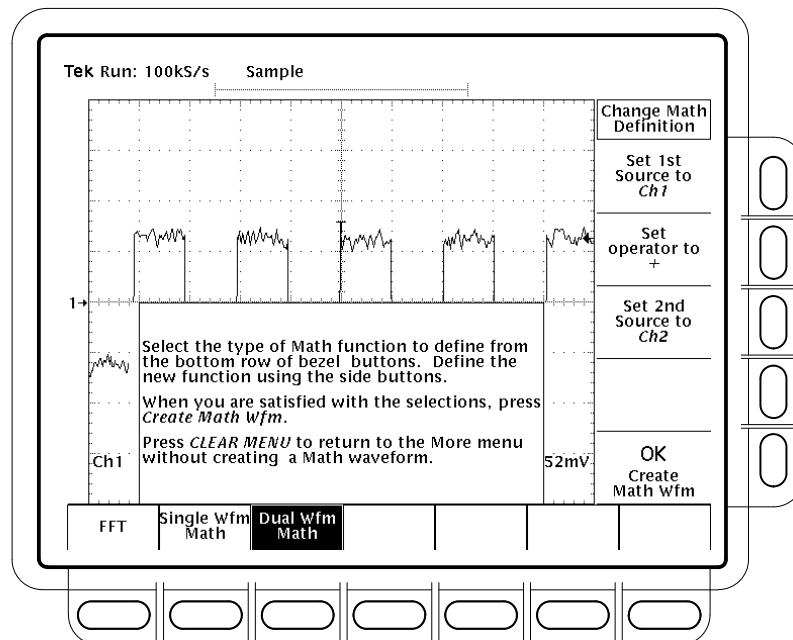 Tek Run: 100kS/s Sample
Change Math
Definition
Set 1st
Source to
Ch1
Set
operator to
+
Set 2nd
Source to
Ch2
OK
Create
Math Wfm
1
Select the type of Math function to define from
the bottom row of bezel buttons. Define the
new function using the side buttons.
When you are satisfied with the selections, press
Create Math Wfm.
Press CLEAR MENU to return to the More menu
without creating a Math waveform.
Ch1
52mV
FFT
Single Wfm
Math
Dual Wfm
Math